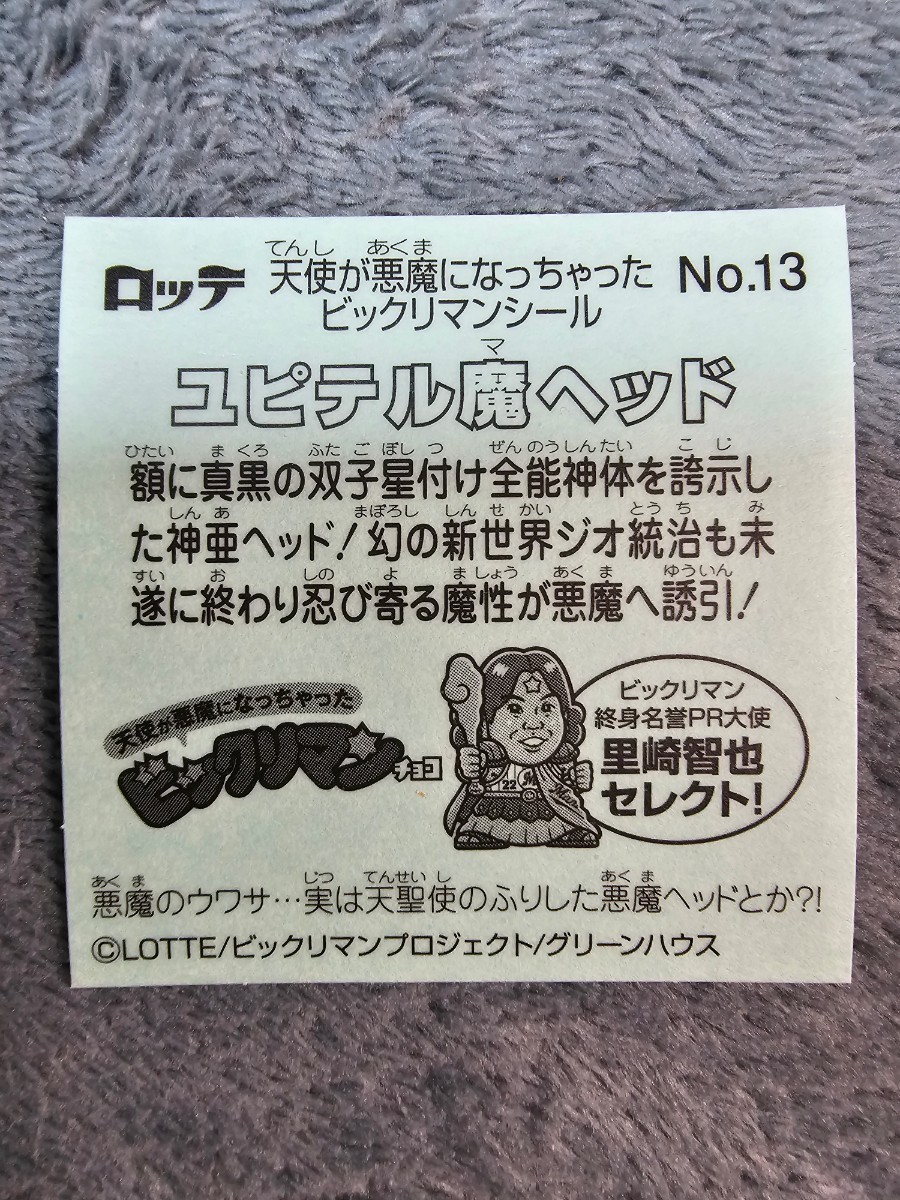 ロッテ 天使が悪魔になっちゃった No.13
てんし あくま
ビックリマンシール
マ
ユピテル魔ヘッド
ひたい まくろ ふたごぼしつ ぜんのうしんたい こじ
額に真黒の双子星付け全能神体を誇示し
しんあ まぼろし しんせかい とうち み
た神亜ヘッド!幻の新世界ジオ統治も未
すい お しの よ ましょう あくま ゆういん
遂に終わり忍び寄る魔性が悪魔へ誘引!
天使が悪魔になっちゃった
ビックリマンチョコ
22
ビックリマン
終身名誉PR大使
里崎智也
セレクト!
あくま じつ てんせいし あくま
悪魔のウワサ…実は天聖使のふりした悪魔ヘッドとか?!
©LOTTE/ビックリマンプロジェクト/グリーンハウス